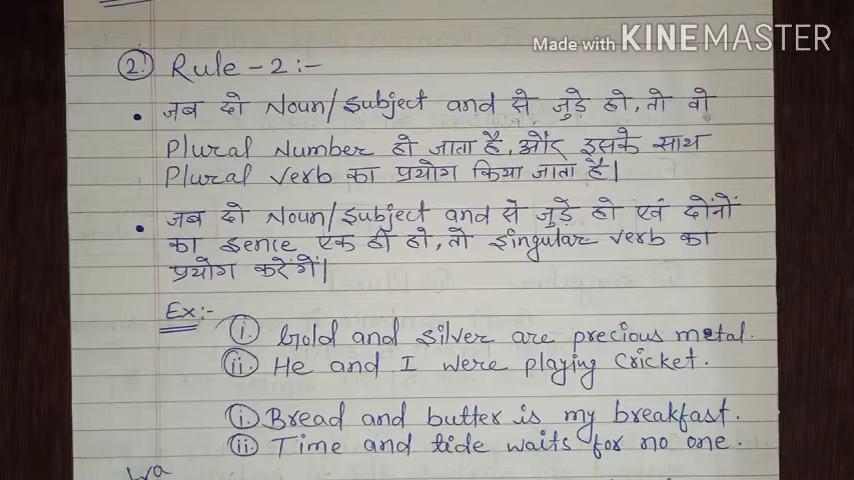 Made with KINEMASTER
2. Rule-2:-
• जब दो Noun/Subject and से जुड़े हो, तो वो
Plural Number हो जाता है, और इसके साथ
Plural Verb का प्रयोग किया जाता है।
• जब दो Noun/Subject and से जुड़े हो एवं दोंनों
का Sence एक ही हो, तो Singular Verb का
प्रयोग करेंगें।
Ex:-
i. Gold and Silver are precious metal.
ii. He and I were playing Cricket.
i. Bread and butter is my breakfast.
ii. Time and tide waits for no one.